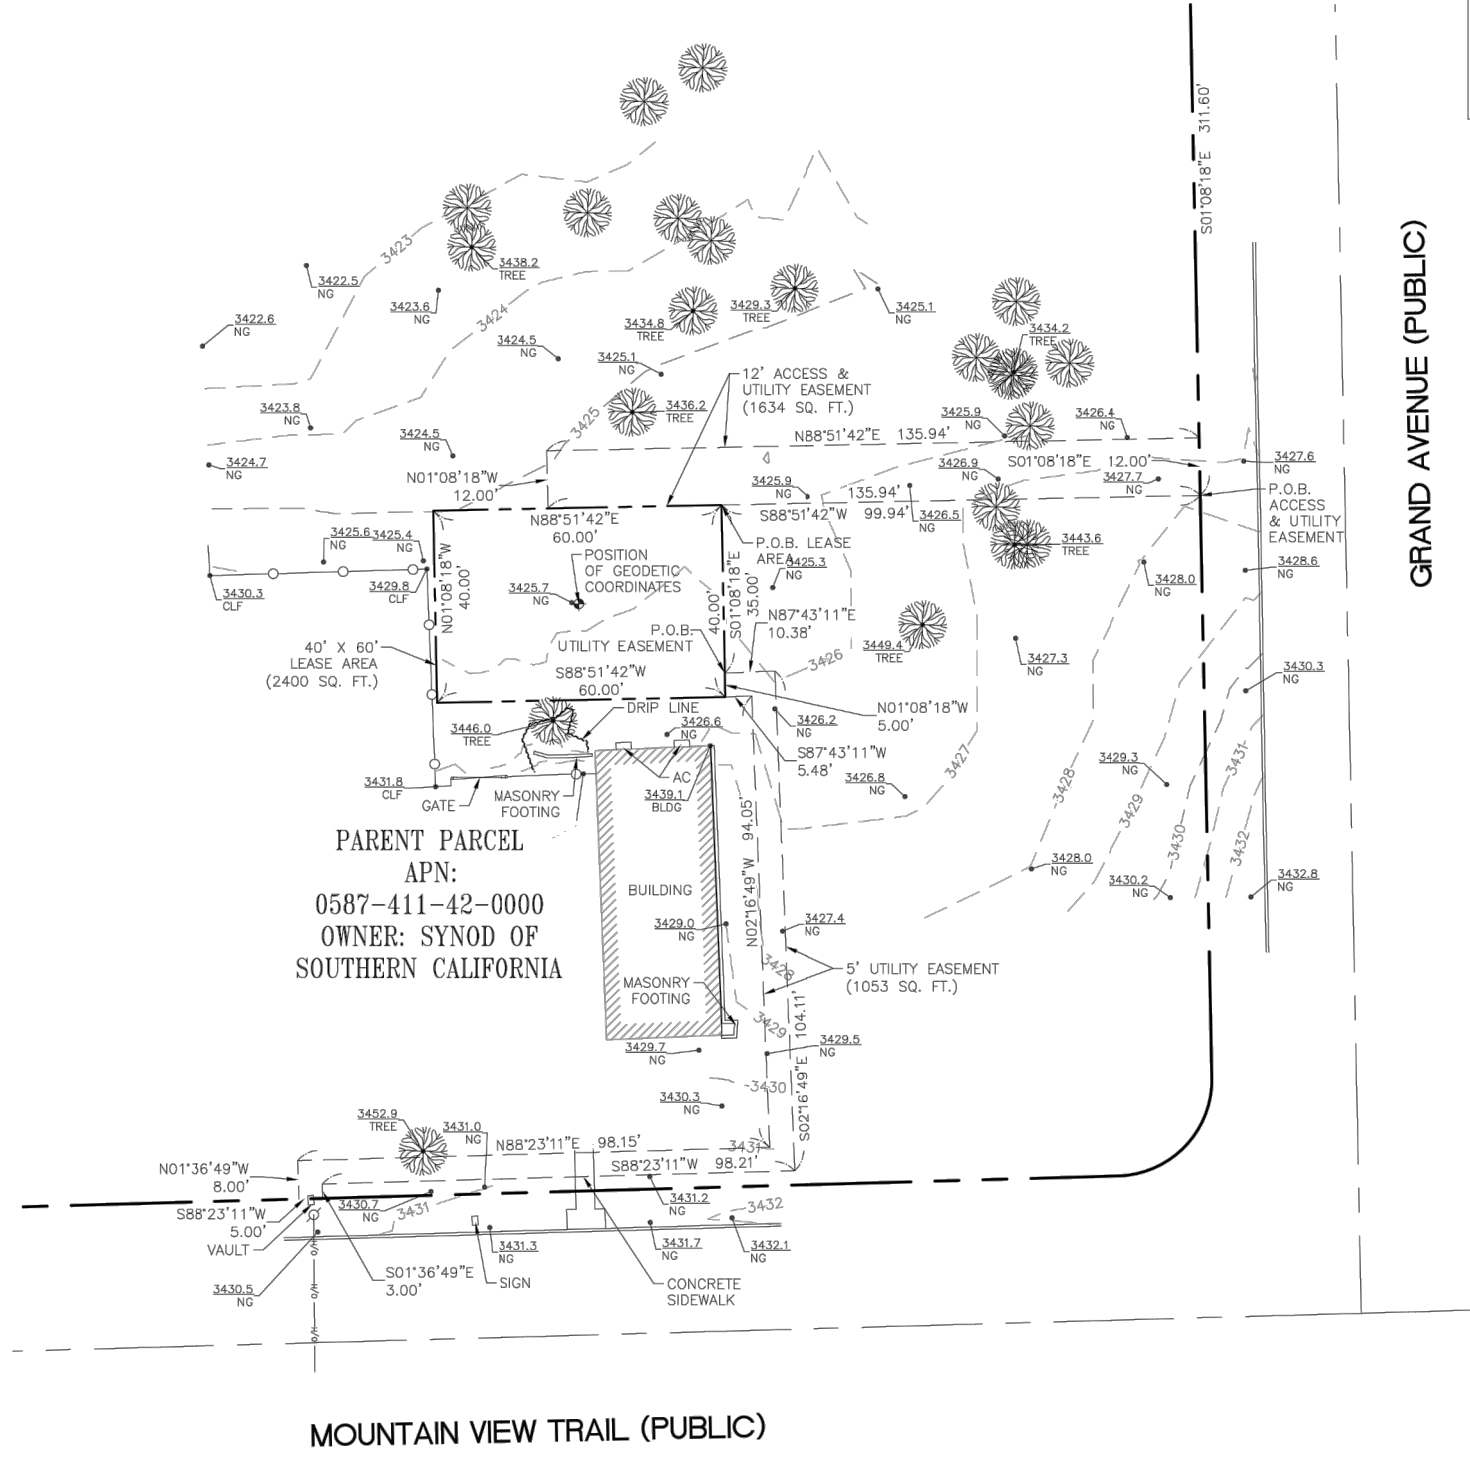 S01°08'18"E 311.60'
GRAND AVENUE (PUBLIC)
3423
3438.2
TREE
3422.5
NG
3423.6
NG
3424
3422.6
NG
3429.3
TREE
3434.8
TREE
3425.1
NG
3434.2
TREE
3424.5
NG
3425.1
NG
12' ACCESS &
UTILITY EASEMENT
(1634 SQ. FT.)
3423.8
NG
3425
3436.2
TREE
3425.9
NG
3426.4
NG
3424.5
NG
N88°51'42"E 135.94'
3424.7
NG
N01°08'18"W
12.00'
3426.9
NG
S01°08'18"E 12.00'
3427.6
NG
3427.7
NG
3425.9
NG
135.94'
S88°51'42"W 99.94'
3426.5
NG
P.O.B.
ACCESS
& UTILITY
EASEMENT
N88°51'42"E
60.00'
3425.6
NG
3425.4
NG
P.O.B. LEASE
AREA
3443.6
TREE
POSITION
OF GEODETIC
COORDINATES
N01°08'18"W
40.00'
3425.3
NG
3428.6
NG
3428.0
NG
3430.3
CLF
3429.8
CLF
3425.7
NG
40.00'
S01°08'18"E
35.00'
N87°43'11"E
10.38'
P.O.B.
UTILITY EASEMENT
40' X 60'
LEASE AREA
(2400 SQ. FT.)
3426
3449.4
TREE
3427.3
NG
3430.3
NG
S88°51'42"W
60.00'
DRIP LINE
N01°08'18"W
5.00'
3446.0
TREE
3426.6
NG
3426.2
NG
S87°43'11"W
5.48'
3427
3431
3429.3
NG
3431.8
CLF
GATE
MASONRY
FOOTING
AC
3439.1
BLDG
3426.8
NG
3428
3429
3430
3432
PARENT PARCEL
APN:
0587-411-42-0000
OWNER: SYNOD OF
SOUTHERN CALIFORNIA
N02°16'49"W 94.05'
3428.0
NG
3430.2
NG
3432.8
NG
BUILDING
3429.0
NG
3427.4
NG
3428
5' UTILITY EASEMENT
(1053 SQ. FT.)
MASONRY
FOOTING
3429
3429.7
NG
3429.5
NG
S02°16'49"E 104.11'
3430
3430.3
NG
3452.9
TREE
3431.0
NG
N88°23'11"E 98.15'
3431
N01°36'49"W
8.00'
S88°23'11"W 98.21'
S88°23'11"W
5.00'
3430.7
NG
3431
3431.2
NG
3432
VAULT
3431.3
NG
3431.7
NG
3432.1
NG
S01°36'49"E
3.00'
SIGN
CONCRETE
SIDEWALK
3430.5
NG
O/H
O/H
O/H
MOUNTAIN VIEW TRAIL (PUBLIC)